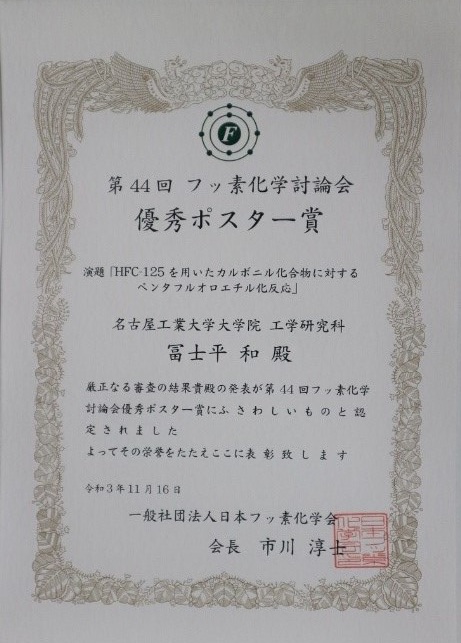 F
第44回 フッ素化学討論会
優秀ポスター賞
演題「HFC-125を用いたカルボニル化合物に対する
ペンタフルオロエチル化反応」
名古屋工業大学大学院 工学研究科
冨士平 和 殿
厳正なる審査の結果貴殿の発表が第44回フッ素化学
討論会優秀ポスター賞にふさわしいものと認
定されました
よってその栄誉をたたえここに表彰致します
令和3年11月16日
一般社団法人日本フッ素化学会
会長 市川 淳士